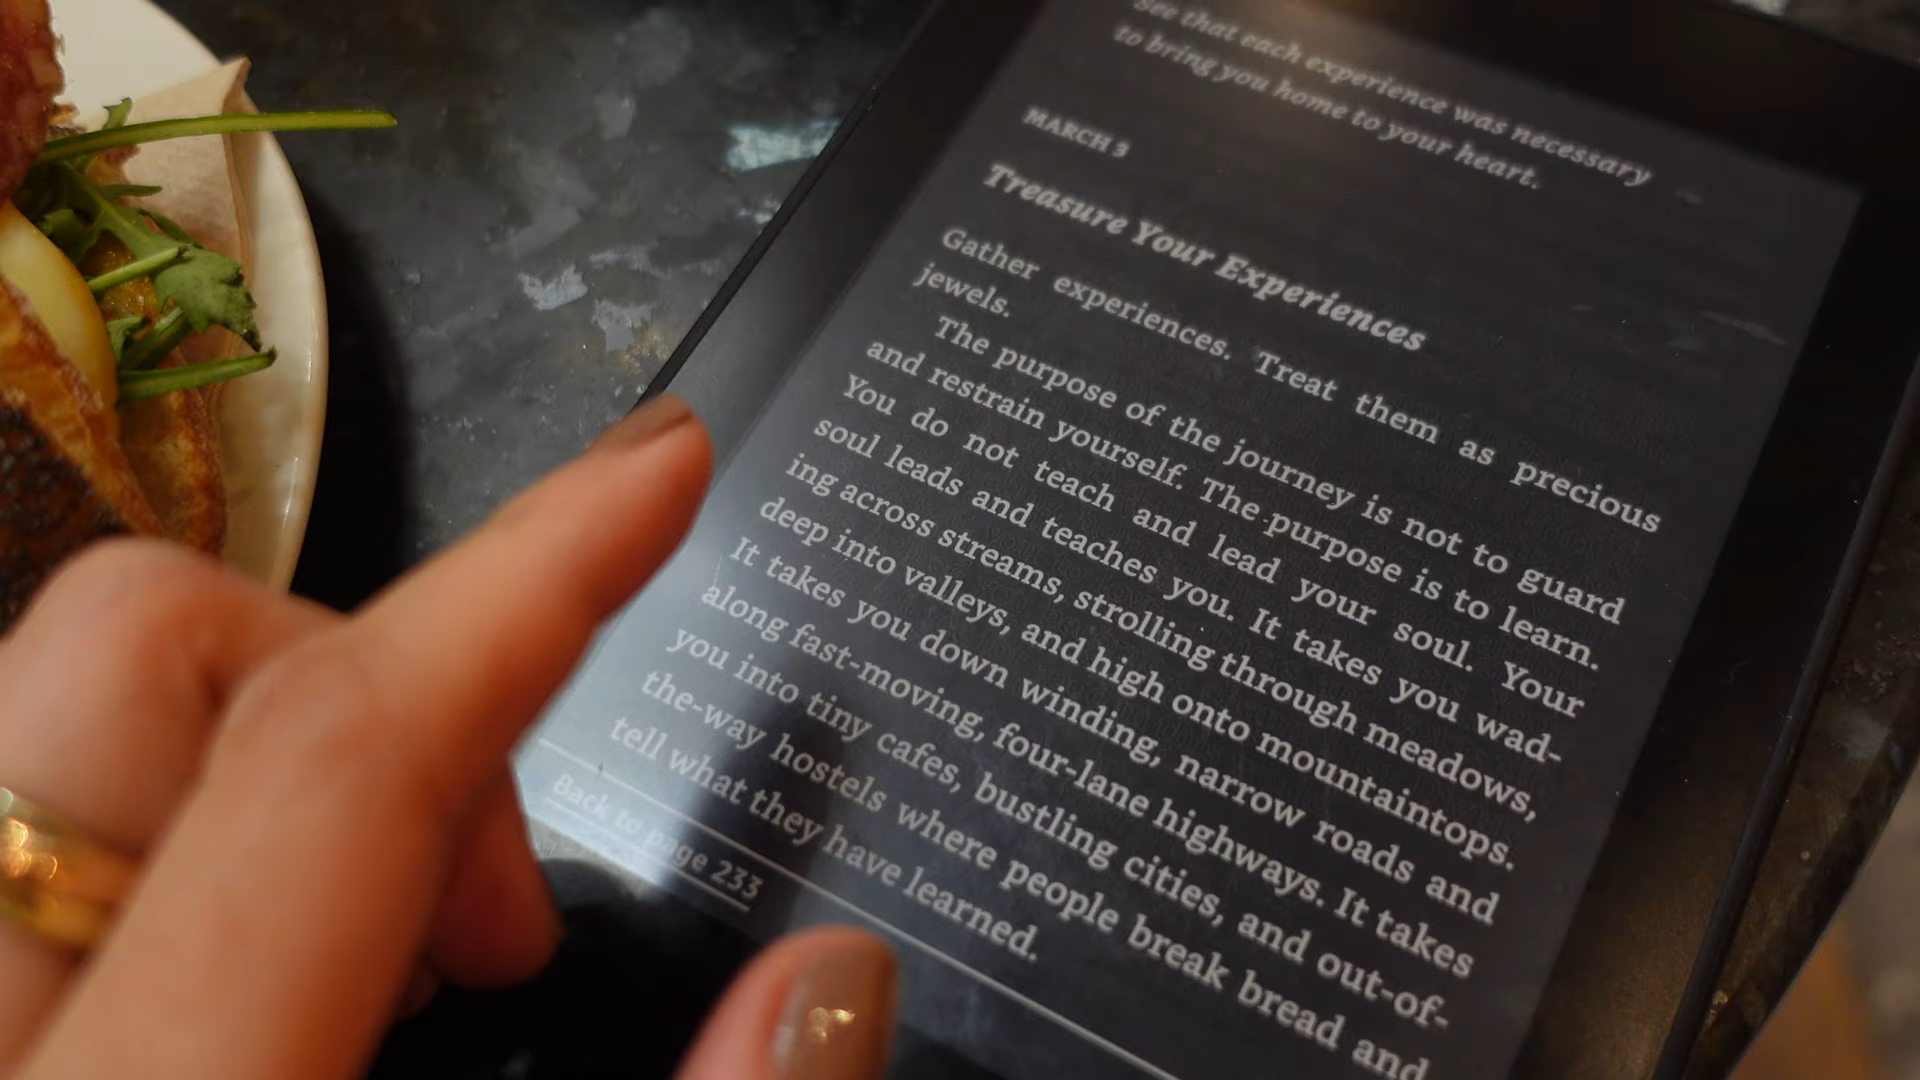 see that each experience was necessary
to bring you home to your heart.
MARCH 3
Treasure Your Experiences
Gather experiences. Treat them as precious
jewels.
The purpose of the journey is not to guard
and restrain yourself. The purpose is to learn.
You do not teach and lead your soul. Your
soul leads and teaches you. It takes you wad-
ing across streams, strolling through meadows,
deep into valleys, and high onto mountaintops.
It takes you down winding, narrow roads and
along fast-moving, four-lane highways. It takes
you into tiny cafes, bustling cities, and out-of-
the-way hostels where people break bread and
tell what they have learned.
Back to page 233